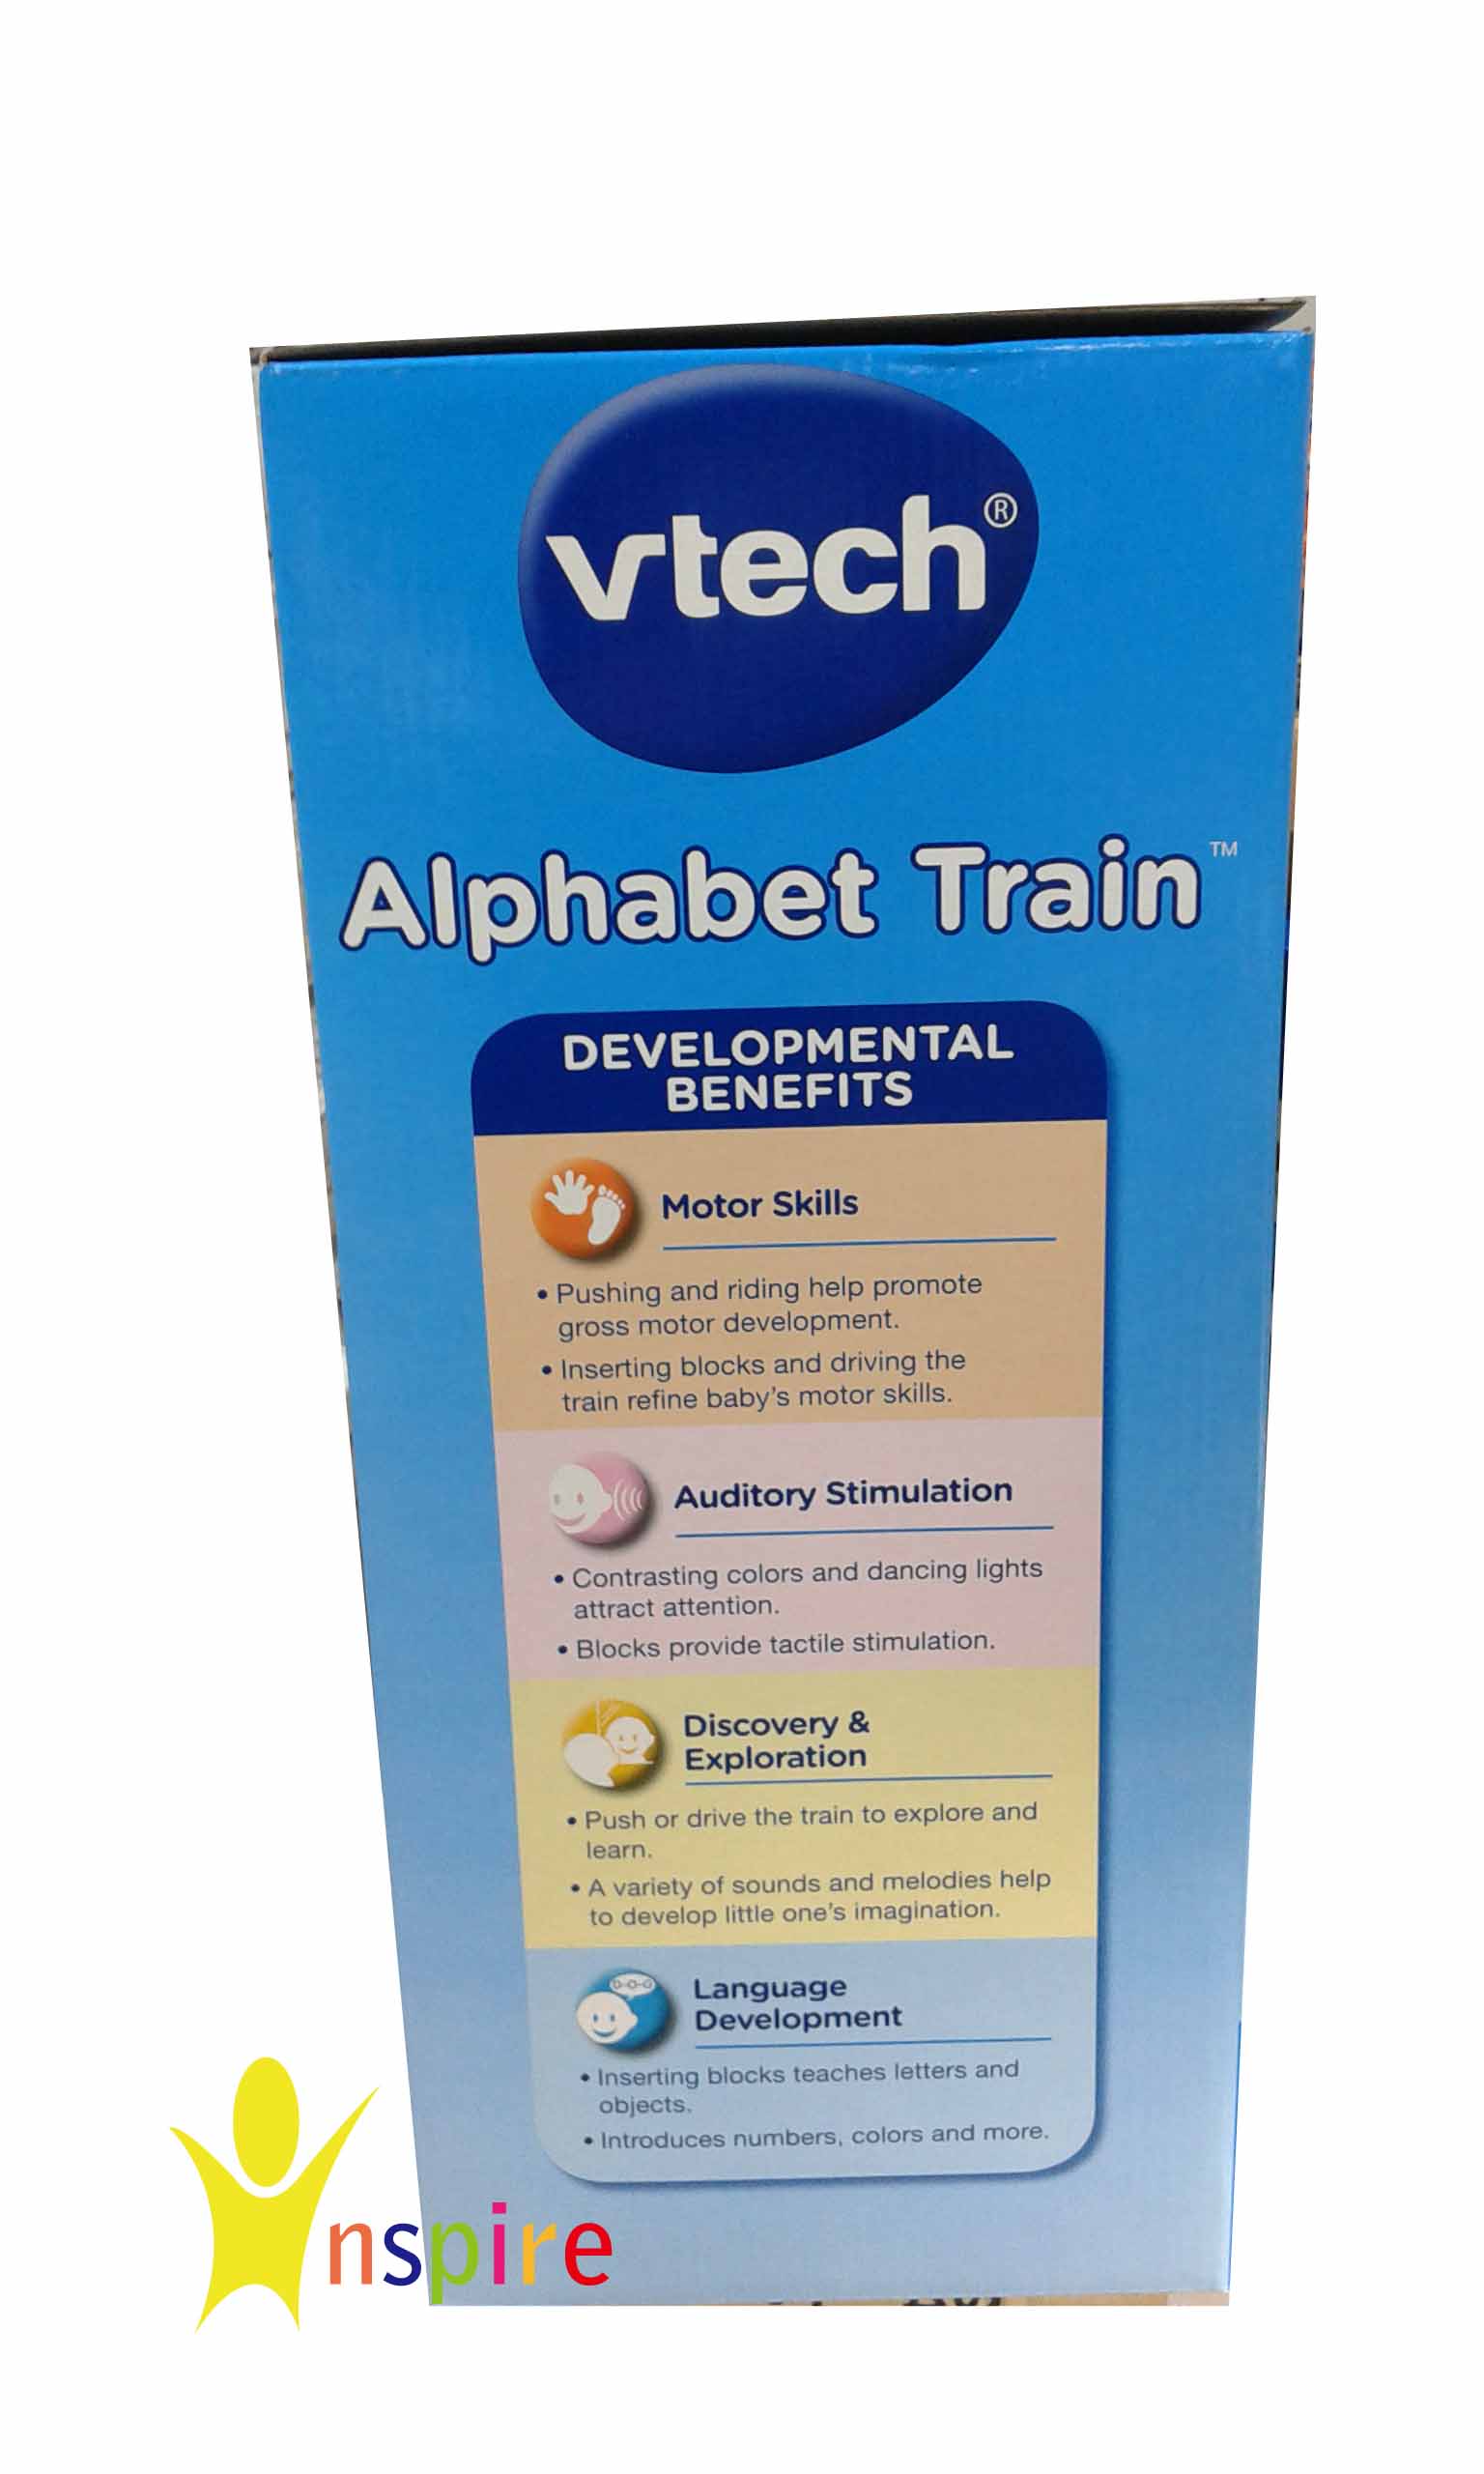 vtech®
Alphabet Train™
DEVELOPMENTAL
BENEFITS
Motor Skills
• Pushing and riding help promote
gross motor development.
• Inserting blocks and driving the
train refine baby's motor skills.
Auditory Stimulation
• Contrasting colors and dancing lights
attract attention.
• Blocks provide tactile stimulation.
Discovery &
Exploration
• Push or drive the train to explore and
learn.
• A variety of sounds and melodies help
to develop little one's imagination.
Language
Development
• Inserting blocks teaches letters and
objects.
• Introduces numbers, colors and more.
nspire